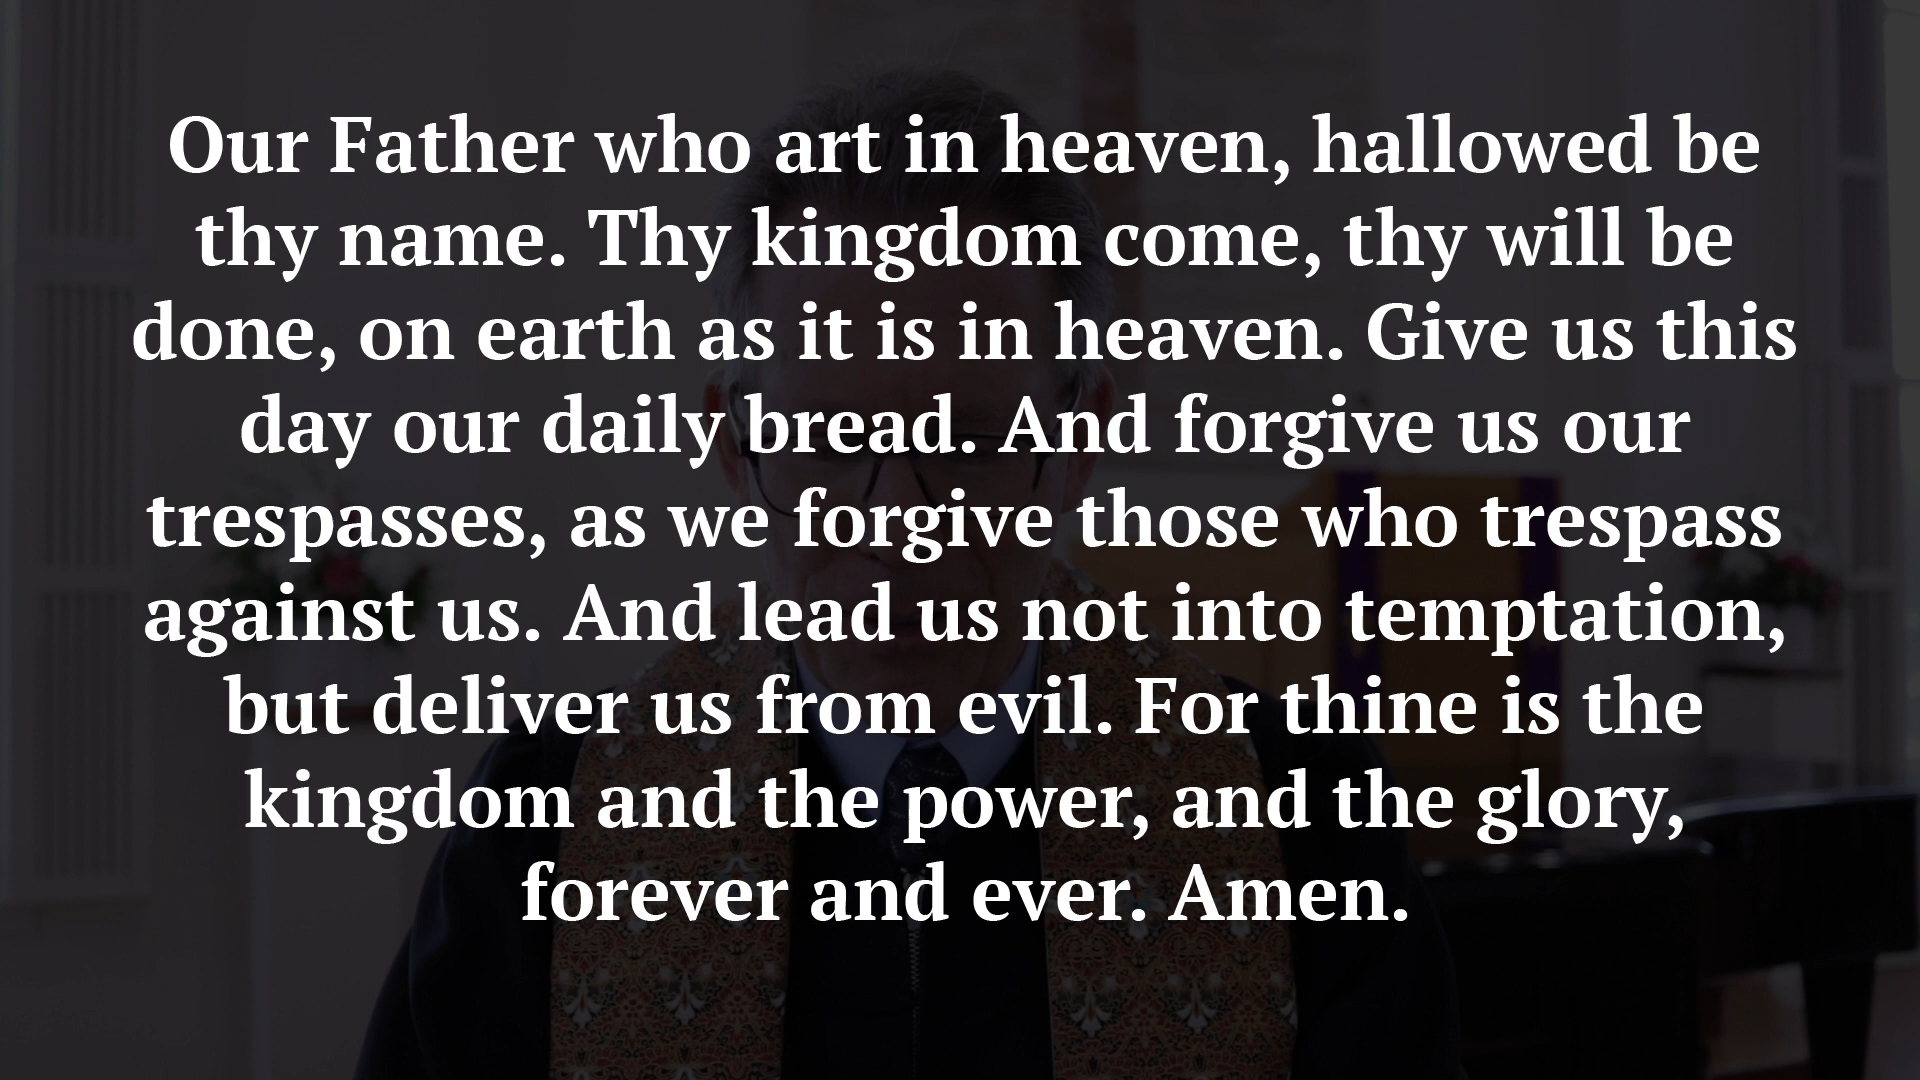 Our Father who art in heaven, hallowed be
thy name. Thy kingdom come, thy will be
done, on earth as it is in heaven. Give us this
day our daily bread. And forgive us our
trespasses, as we forgive those who trespass
against us. And lead us not into temptation,
but deliver us from evil. For thine is the
kingdom and the power, and the glory,
forever and ever. Amen.